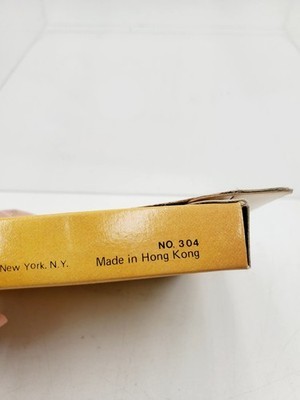 NO. 304
New York, N.Y.
Made in Hong Kong